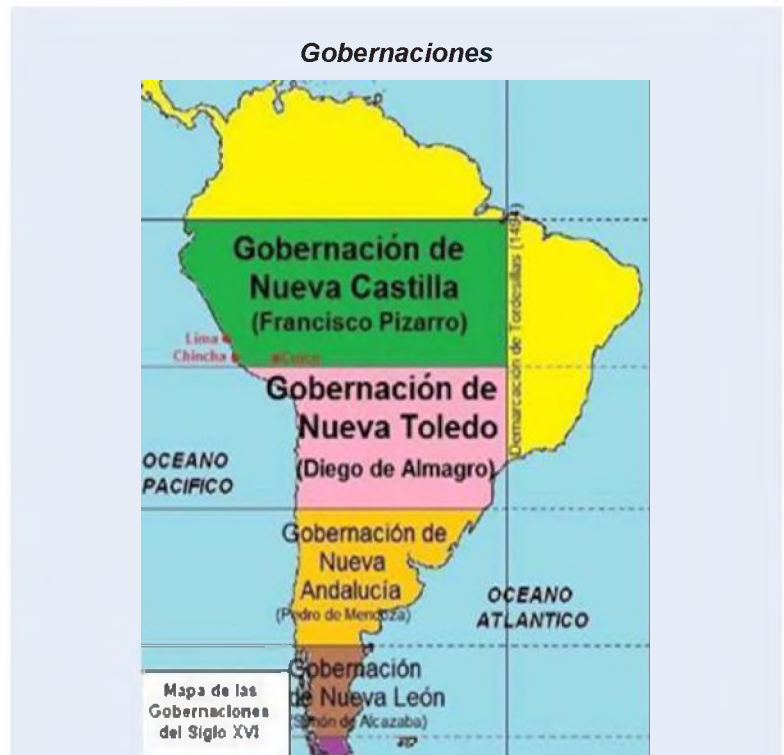 Gobernaciones
Gobernación de
Nueva Castilla
(Francisco Pizarro)
Demarcación de Tordesillas (1494)
Lima
Chincha
Cusco
Gobernación de
Nueva Toledo
(Diego de Almagro)
OCEANO
PACIFICO
Gobernación de
Nueva
Andalucía
(Pedro de Mendoza)
OCEANO
ATLANTICO
Gobernación
de Nueva León
(Simón de Alcazaba)
Mapa de las
Gobernaciones
del Siglo XVI